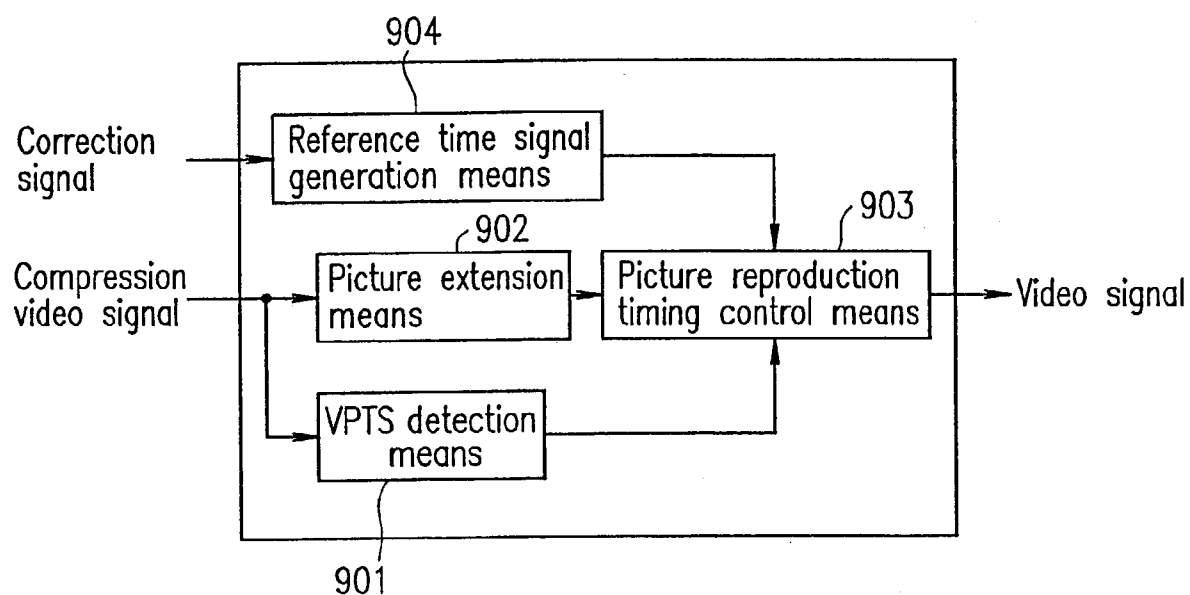 904
Correction
signal
Reference time signal
generation means
902
903
Compression
video signal
Picture extension
means
Picture reproduction
timing control means
Video signal
VPTS detection
means
901